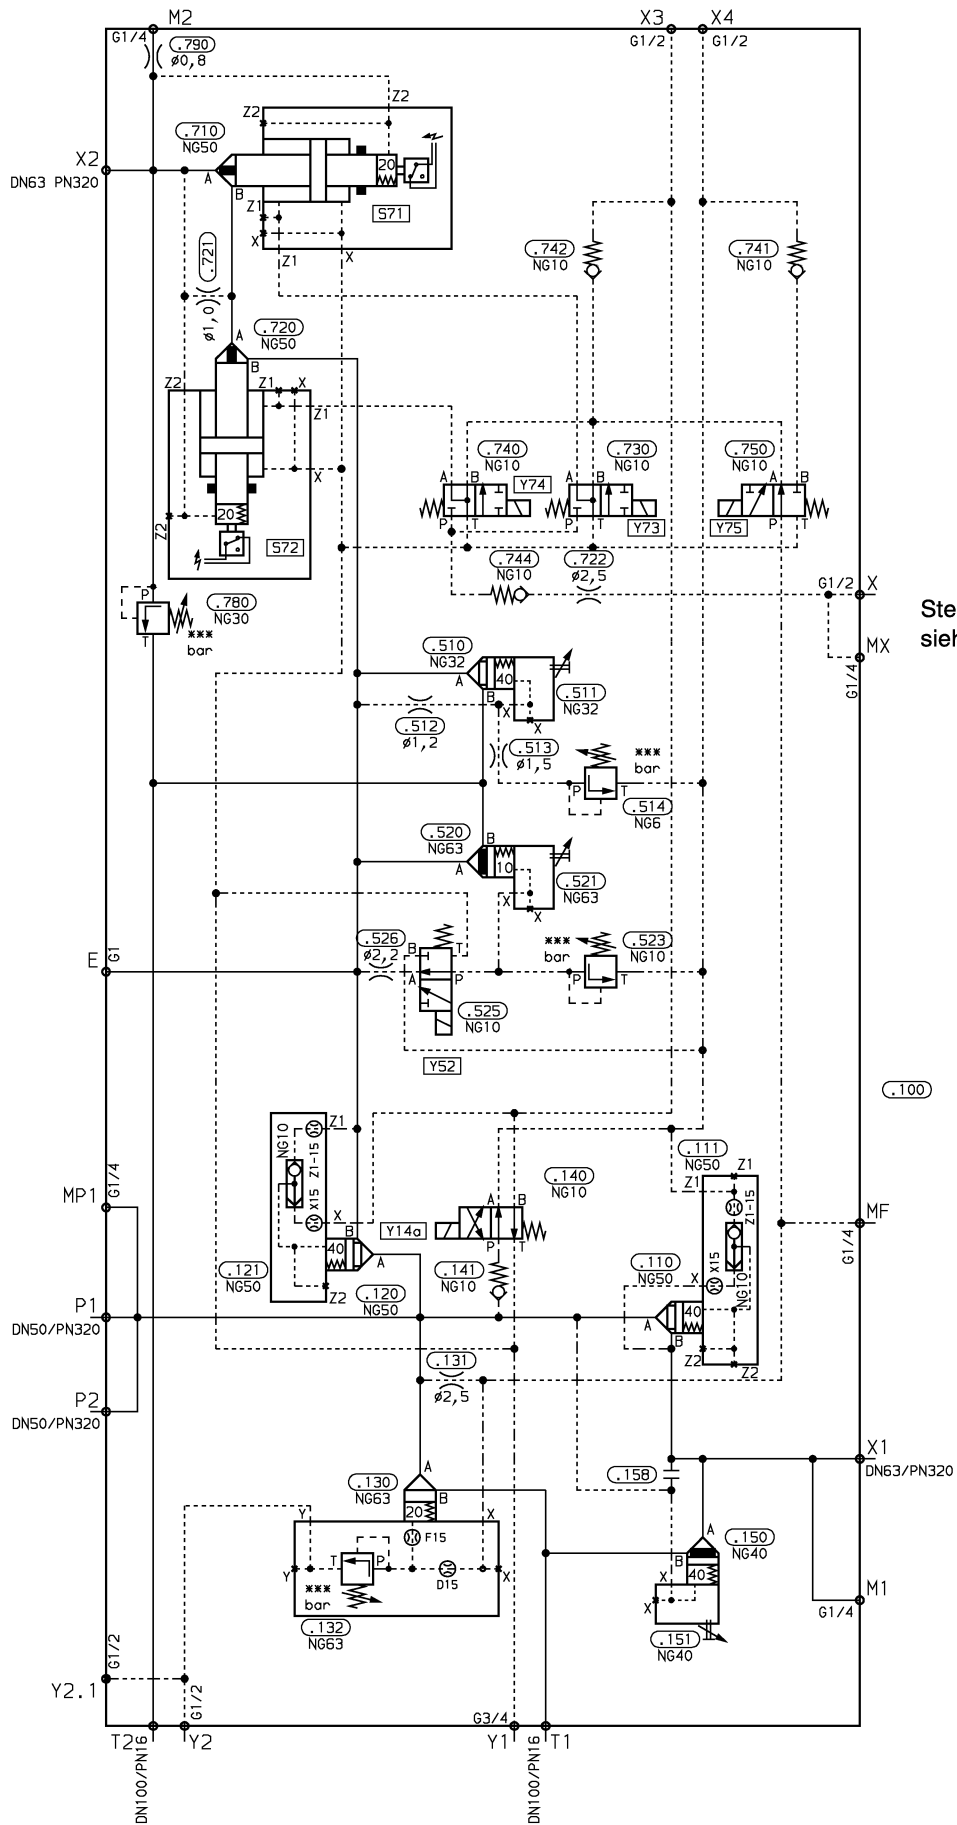 M2
X3
X4
G1/4
.790
ø0,8
G1/2
G1/2
Z2
Z2
.710
NG50
X2
DN63 PN320
A
B
20
Z1
X
S71
Z1
X
.721
ø1,0
.742
NG10
.741
NG10
.720
NG50
A
B
Z2
Z1
X
Z1
X
20
Z2
S72
.740
NG10
.730
NG10
.750
NG10
A
B
Y74
A
B
A
B
P
T
P
T
Y73
Y75
P
T
.744
NG10
.722
ø2,5
G1/2
X
P
T
.780
NG30
***
bar
Ste
sieh
MX
G1/4
.510
NG32
A
40
B
X
X
.511
NG32
.512
ø1,2
.513
ø1,5
***
bar
P
T
.514
NG6
.520
NG63
B
A
10
X
X
.521
NG63
E
G1
.526
ø2,2
B
T
A
P
***
bar
.523
NG10
P
T
.525
NG10
Y52
.100
NG10
Z1
Z1-15
X15
X
.111
NG50
Z1
Z1
Z1-15
MP1
G1/4
.140
NG10
A
B
Y14a
P
T
MF
G1/4
B
40
A
.121
NG50
Z2
.120
NG50
.141
NG10
.110
NG50
X
X15
NG10
40
A
B
Z2
Z2
P1
DN50/PN320
.131
ø2,5
P2
DN50/PN320
A
.130
NG63
B
20
.158
X1
DN63/PN320
Y
X
F15
T
P
Y
D15
X
***
bar
.132
NG63
A
.150
NG40
B
X
40
X
.151
NG40
M1
G1/4
G1/2
Y2.1
G1/2
G3/4
T2
Y2
Y1
T1
DN100/PN16
DN100/PN16